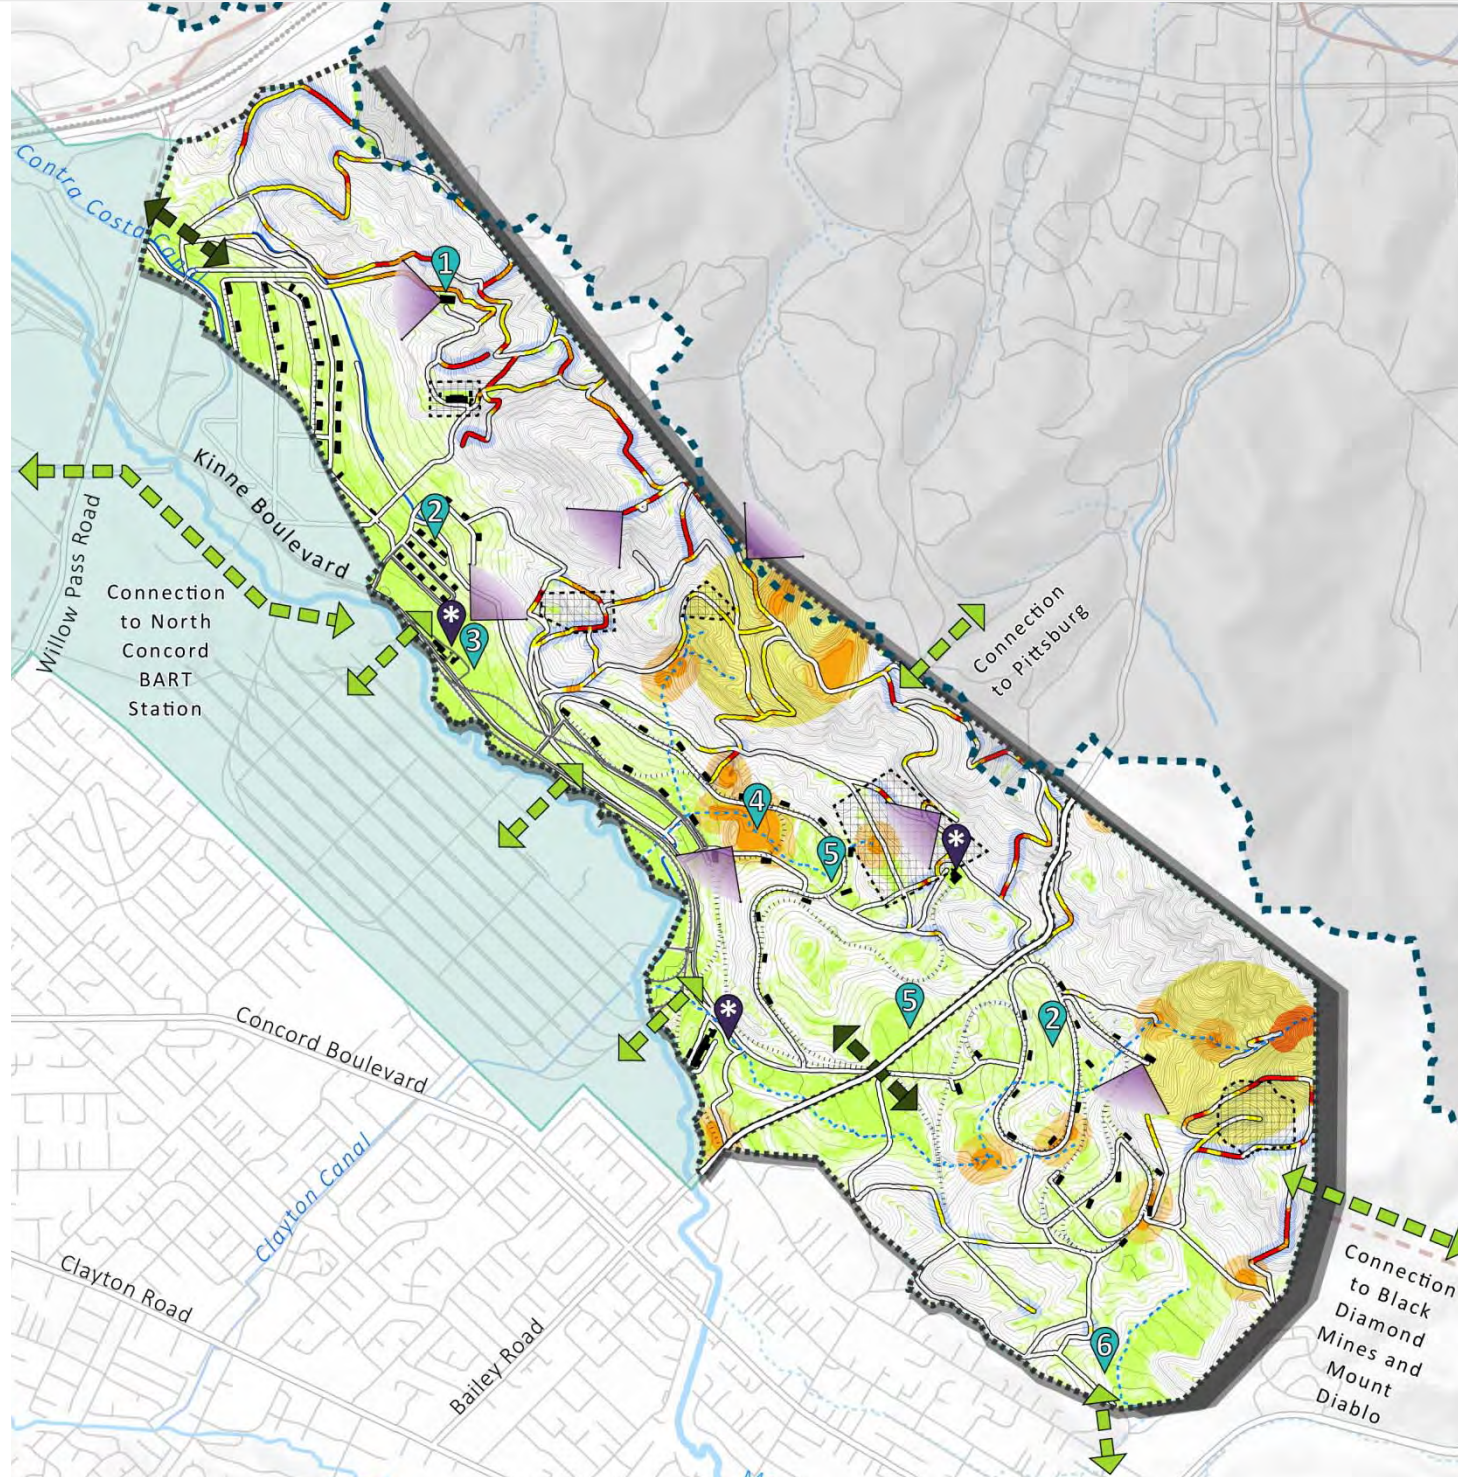 Contra Costa Canal
1
Kinne Boulevard
2
Willow Pass Road
Connection
to North
Concord
BART
Station
*
3
Connection
to Pittsburg
4
5
*
5
*
2
Concord Boulevard
Clayton Canal
Clayton Road
Bailey Road
6
Connection
to Black
Diamond
Mines and
Mount
Diablo